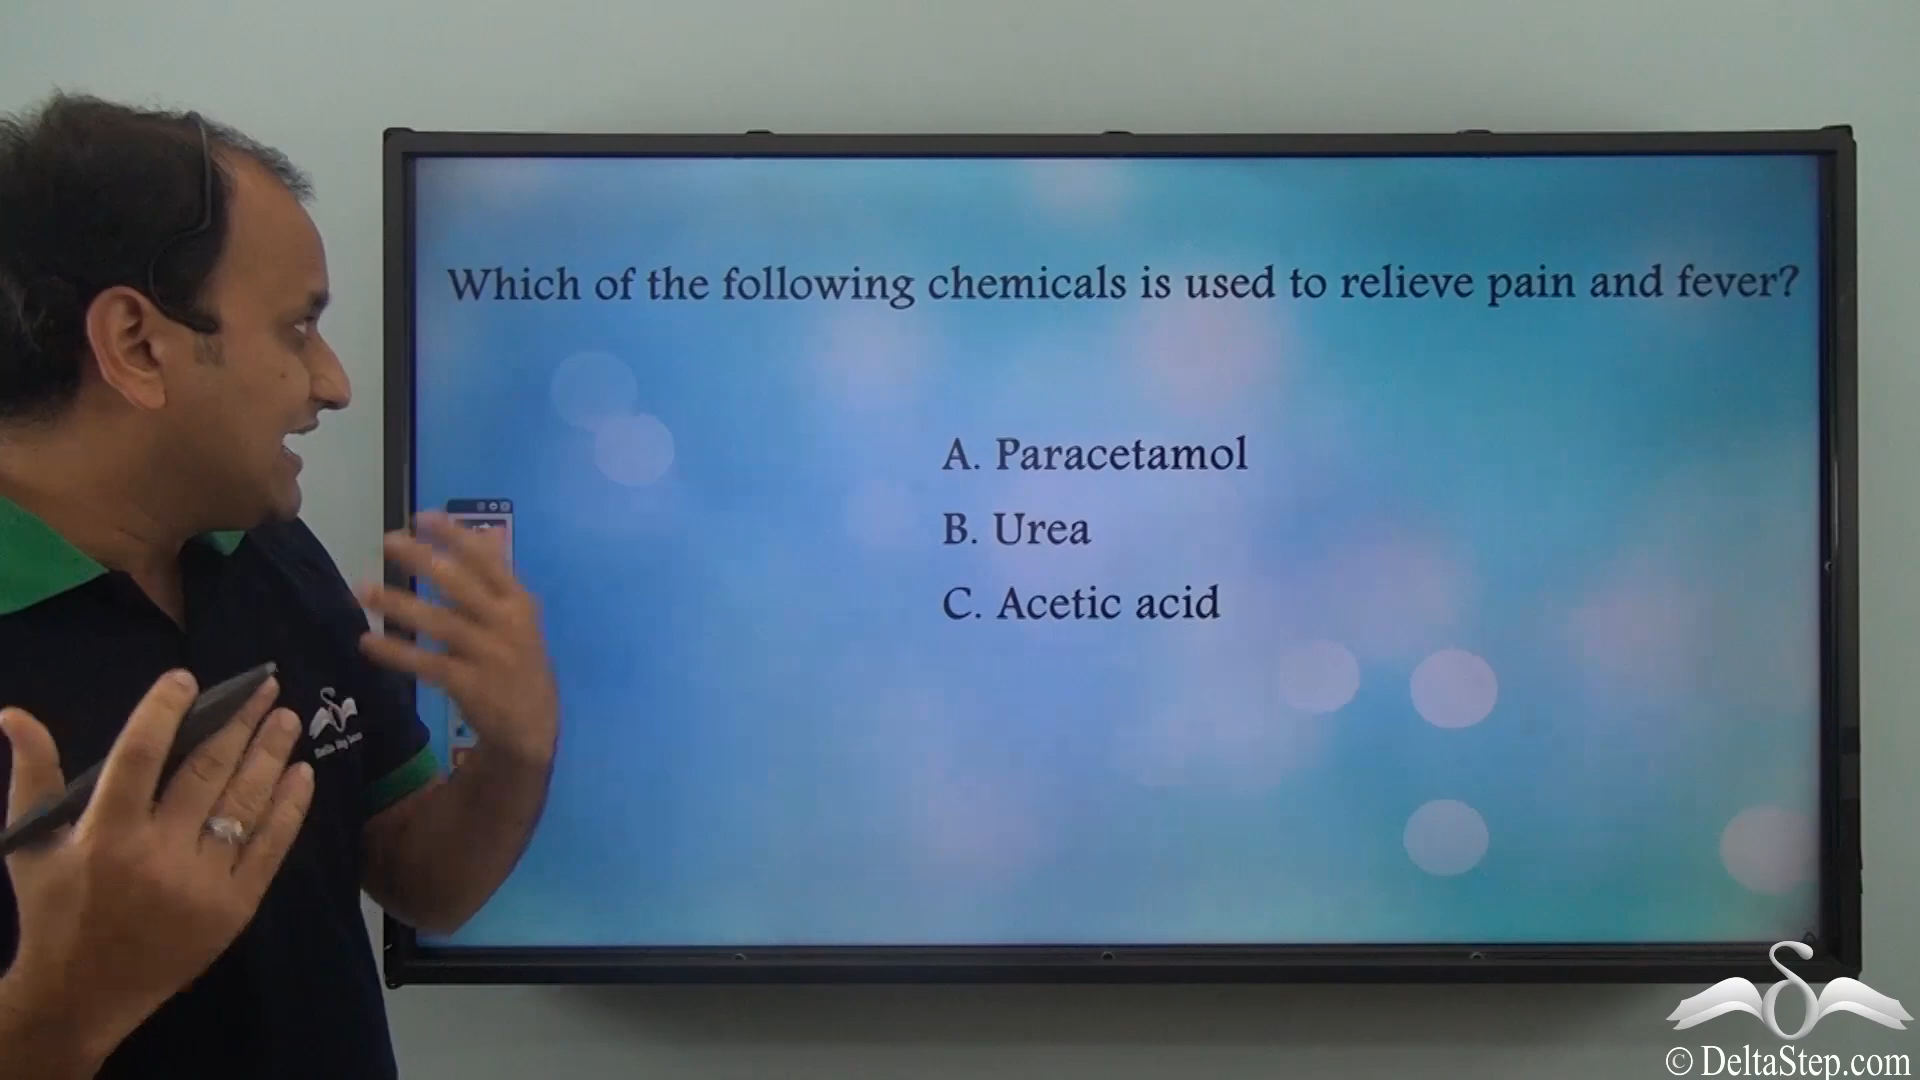 Which of the following chemicals is used to relieve pain and fever?
A. Paracetamol
B. Urea
C. Acetic acid
© DeltaStep.com